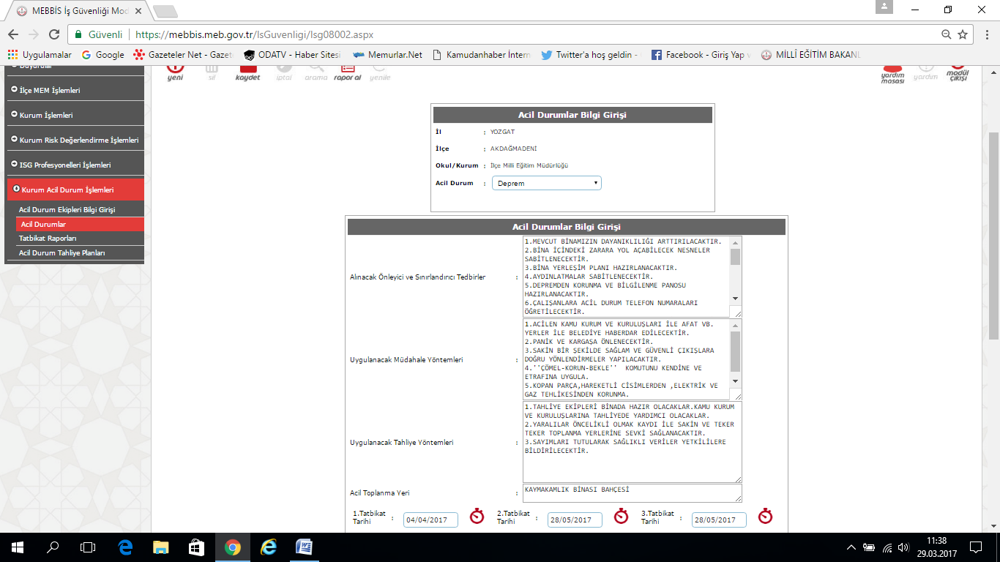 MEBBİS İş Güvenliği Mod
Güvenli https://mebbis.meb.gov.tr/IsGuvenligi/Isg08002.aspx
Uygulamalar Google Gazeteler Net - Gazet ODATV - Haber Sitesi Memurlar.Net Kamudanhaber İntern Twitter'a hoş geldin - Facebook - Giriş Yap v MİLLÎ EĞİTİM BAKANL
Duyurular
yeni sil kaydet iptal arama rapor al yenile
yardım masası yardım modül çıkışı
İlçe MEM İşlemleri
Kurum İşlemleri
Kurum Risk Değerlendirme İşlemleri
ISG Profesyonelleri İşlemleri
Kurum Acil Durum İşlemleri
Acil Durum Ekipleri Bilgi Girişi
Acil Durumlar
Tatbikat Raporları
Acil Durum Tahliye Planları
Acil Durumlar Bilgi Girişi
İl : YOZGAT
İlçe : AKDAĞMADENİ
Okul/Kurum : İlçe Milli Eğitim Müdürlüğü
Acil Durum : Deprem
Acil Durumlar Bilgi Girişi
Alınacak Önleyici ve Sınırlandırıcı Tedbirler :
1.MEVCUT BİNAMIZIN DAYANIKLILIĞI ARTTIRILACAKTIR.
2.BİNA İÇİNDEKİ ZARARA YOL AÇABİLECEK NESNELER
SABİTLENECEKTİR.
3.BİNA YERLEŞİM PLANI HAZIRLANACAKTIR.
4.AYDINLATMALAR SABİTLENECEKTİR.
5.DEPREMDEN KORUNMA VE BİLGİLENME PANOSU
HAZIRLANACAKTIR.
6.ÇALIŞANLARA ACİL DURUM TELEFON NUMARALARI
ÖĞRETİLECEKTİR.
Uygulanacak Müdahale Yöntemleri :
1.ACİLEN KAMU KURUM VE KURULUŞLARI İLE AFAT VB.
YERLER İLE BELEDİYE HABERDAR EDİLECEKTİR.
2.PANİK VE KARGAŞA ÖNLENECEKTİR.
3.SAKİN BİR ŞEKİLDE SAĞLAM VE GÜVENLİ ÇIKIŞLARA
DOĞRU YÖNLENDİRMELER YAPILACAKTIR.
4.''ÇÖMEL-KORUN-BEKLE'' KOMUTUNU KENDİNE VE
ETRAFINA UYGULA.
5.KOPAN PARÇA,HAREKETLİ CİSİMLERDEN ,ELEKTRİK VE
GAZ TEHLİKESİNDEN KORUNMA.
Uygulanacak Tahliye Yöntemleri :
1.TAHLİYE EKİPLERİ BİNADA HAZIR OLACAKLAR.KAMU KURUM
VE KURULUŞLARINA TAHLİYEDE YARDIMCI OLACAKLAR.
2.YARALILAR ÖNCELİKLİ OLMAK KAYDI İLE SAKİN VE TEKER
TEKER TOPLANMA YERLERİNE SEVKİ SAĞLANACAKTIR.
3.SAYIMLARI TUTULARAK SAĞLIKLI VERİLER YETKİLİLERE
BİLDİRİLECEKTİR.
Acil Toplanma Yeri : KAYMAKAMLIK BİNASI BAHÇESİ
1.Tatbikat Tarihi : 04/04/2017 2.Tatbikat Tarihi : 28/05/2017 3.Tatbikat Tarihi : 28/05/2017
11:38
29.03.2017